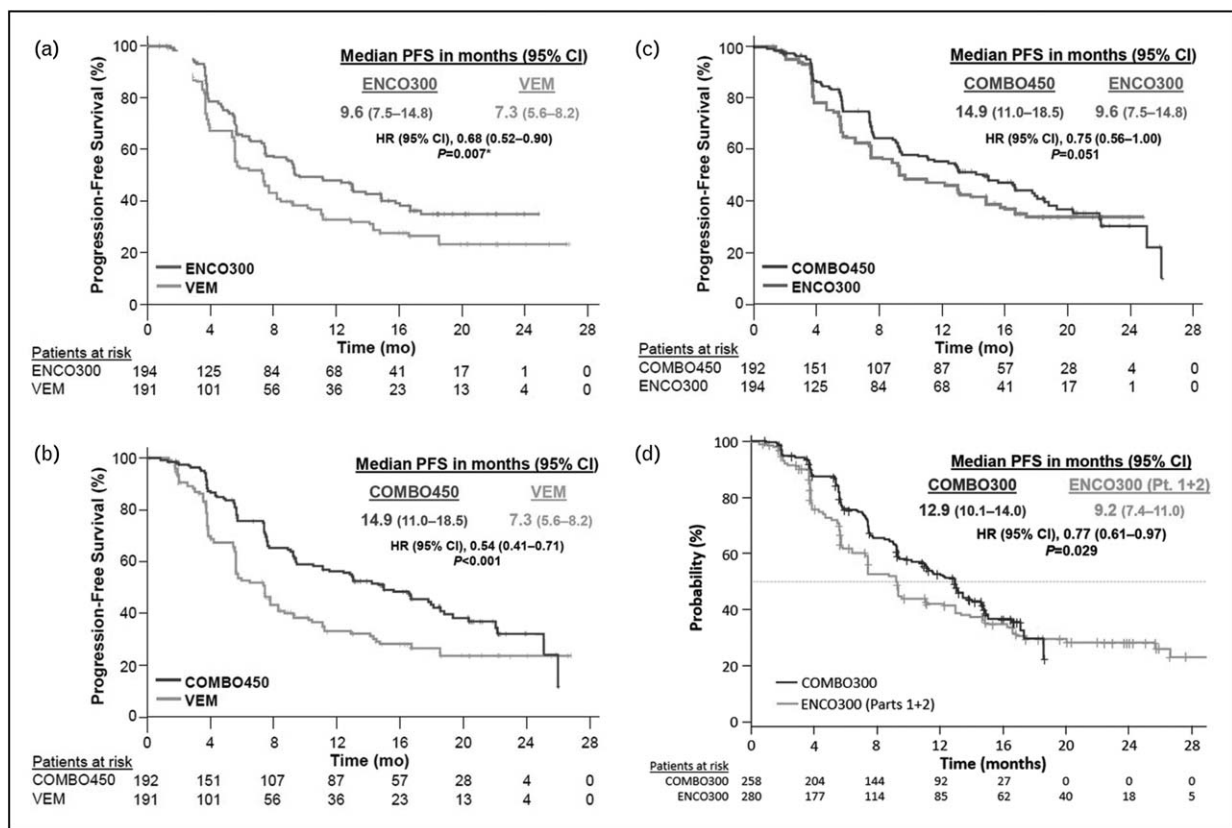 (a)
Progression-Free Survival (%)
100
80
60
40
20
0
Median PFS in months (95% CI)
ENCO300 VEM
9.6 (7.5–14.8) 7.3 (5.6–8.2)
HR (95% CI), 0.68 (0.52–0.90)
P=0.007*
ENCO300
VEM
0 4 8 12 16 20 24 28
Time (mo)
Patients at risk
ENCO300 194 125 84 68 41 17 1 0
VEM 191 101 56 36 23 13 4 0
(c)
Progression-Free Survival (%)
100
80
60
40
20
0
Median PFS in months (95% CI)
COMBO450 ENCO300
14.9 (11.0–18.5) 9.6 (7.5–14.8)
HR (95% CI), 0.75 (0.56–1.00)
P=0.051
COMBO450
ENCO300
0 4 8 12 16 20 24 28
Time (mo)
Patients at risk
COMBO450 192 151 107 87 57 28 4 0
ENCO300 194 125 84 68 41 17 1 0
(b)
Progression-Free Survival (%)
100
80
60
40
20
0
Median PFS in months (95% CI)
COMBO450 VEM
14.9 (11.0–18.5) 7.3 (5.6–8.2)
HR (95% CI), 0.54 (0.41–0.71)
P<0.001
COMBO450
VEM
0 4 8 12 16 20 24 28
Time (mo)
Patients at risk
COMBO450 192 151 107 87 57 28 4 0
VEM 191 101 56 36 23 13 4 0
(d)
Probability (%)
100
80
60
40
20
0
Median PFS in months (95% CI)
COMBO300 ENCO300 (Pt. 1+2)
12.9 (10.1–14.0) 9.2 (7.4–11.0)
HR (95% CI), 0.77 (0.61–0.97)
P=0.029
COMBO300
ENCO300 (Parts 1+2)
0 4 8 12 16 20 24 28
Time (months)
Patients at risk
COMBO300 258 204 144 92 27 0 0 0
ENCO300 280 177 114 85 62 40 18 5